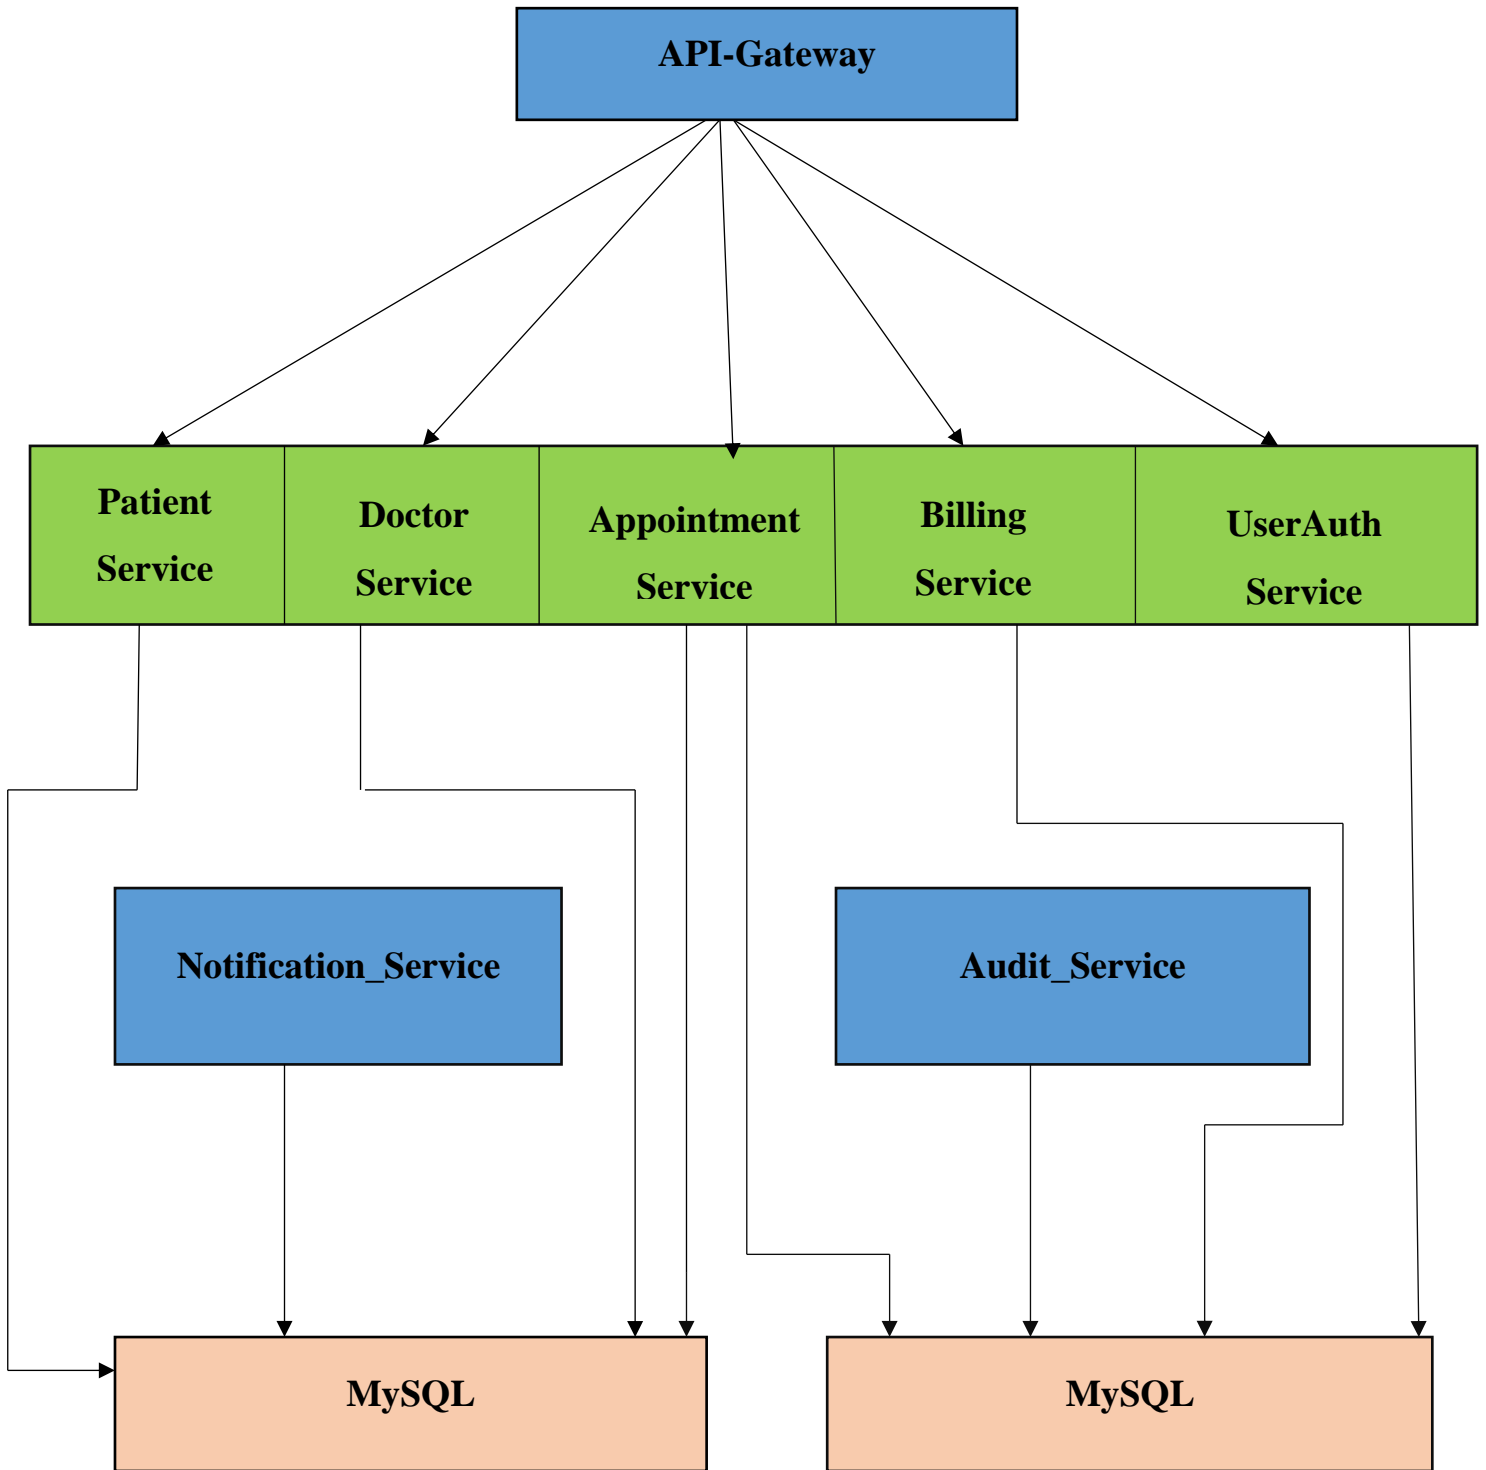 API-Gateway
Patient
Service
Doctor
Service
Appointment
Service
Billing
Service
UserAuth
Service
Notification_Service
Audit_Service
MySQL
MySQL